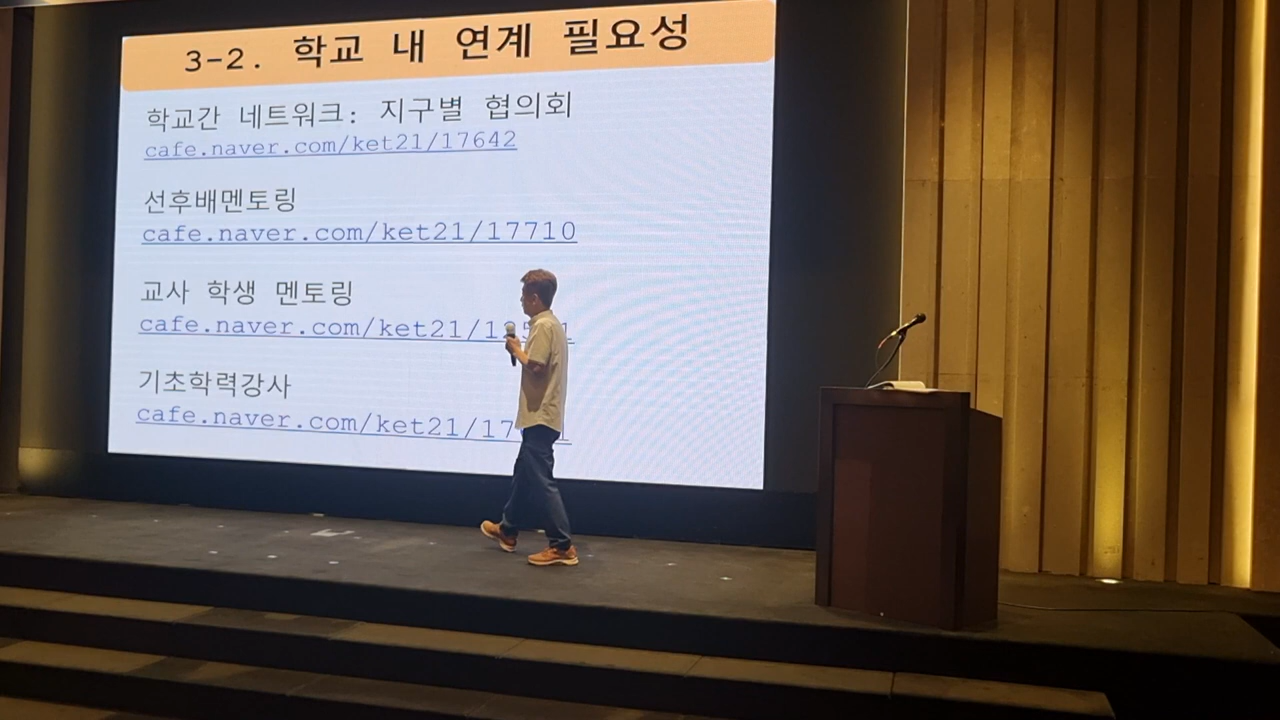 3-2. 학교 내 연계 필요성
학교간 네트워크: 지구별 협의회
cafe.naver.com/ket21/17642
선후배멘토링
cafe.naver.com/ket21/17710
교사 학생 멘토링
기초학력강사